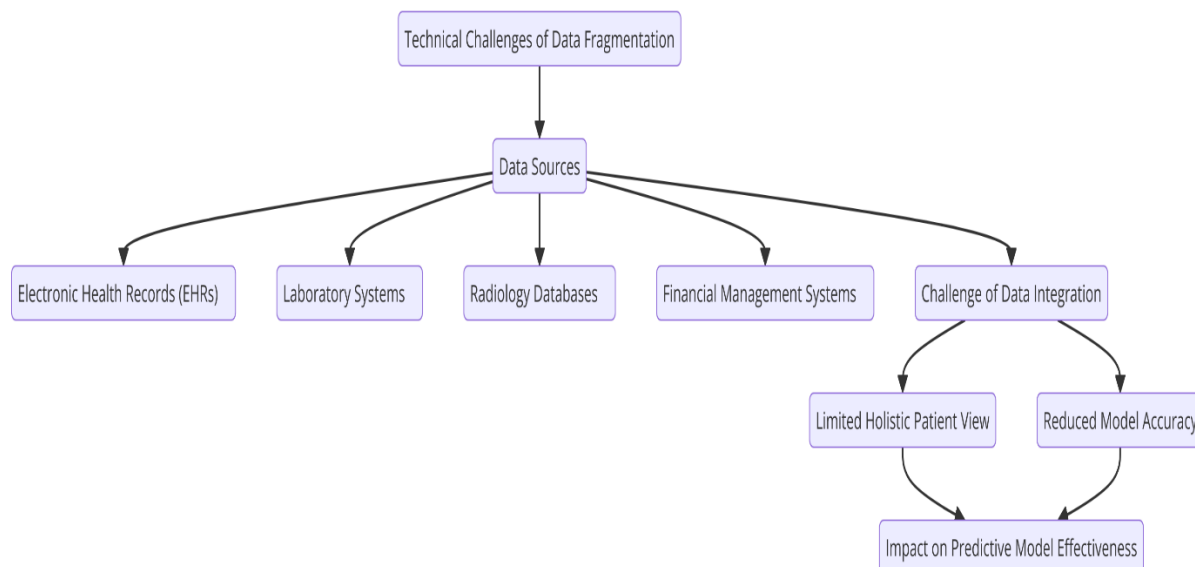 Technical Challenges of Data Fragmentation
Data Sources
Electronic Health Records (EHRs)
Laboratory Systems
Radiology Databases
Financial Management Systems
Challenge of Data Integration
Limited Holistic Patient View
Reduced Model Accuracy
Impact on Predictive Model Effectiveness